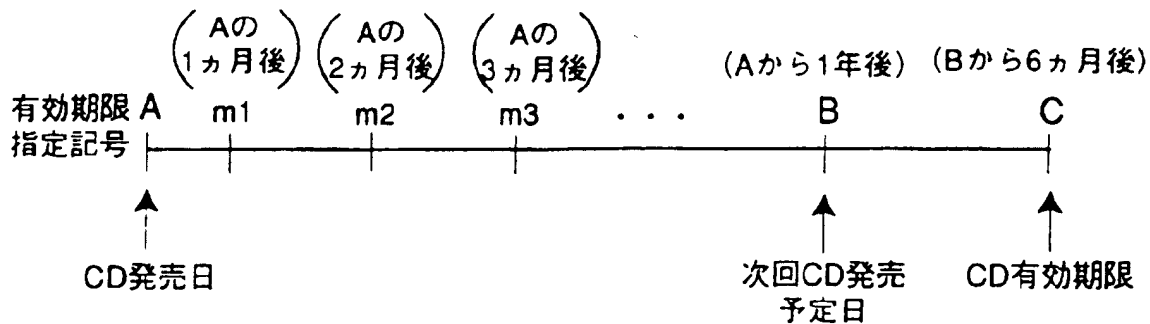 Aの
1ヵ月後
Aの
2ヵ月後
Aの
3ヵ月後
(Aから1年後)
(Bから6ヵ月後)
有効期限
指定記号
A
m1
m2
m3
・・・
B
C
CD発売日
次回CD発売
予定日
CD有効期限